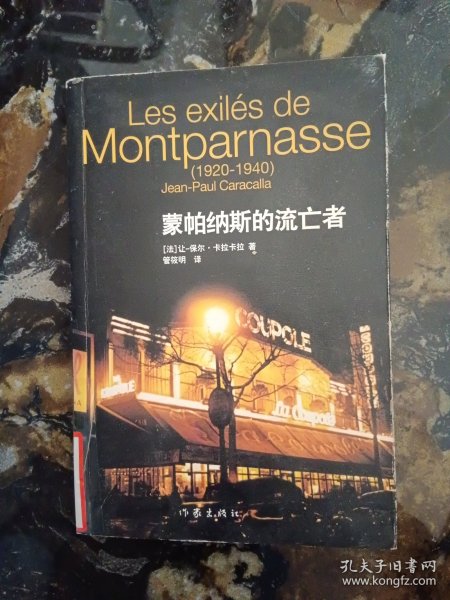 Les exilés de
Montparnasse
(1920-1940)
Jean-Paul Caracalla
蒙帕纳斯的流亡者
[法]让-保尔·卡拉卡拉 著
管筱明 译
COUPOLE
La Coupole
COUPOLE
作家出版社
孔夫子旧书网
www.kongfz.com